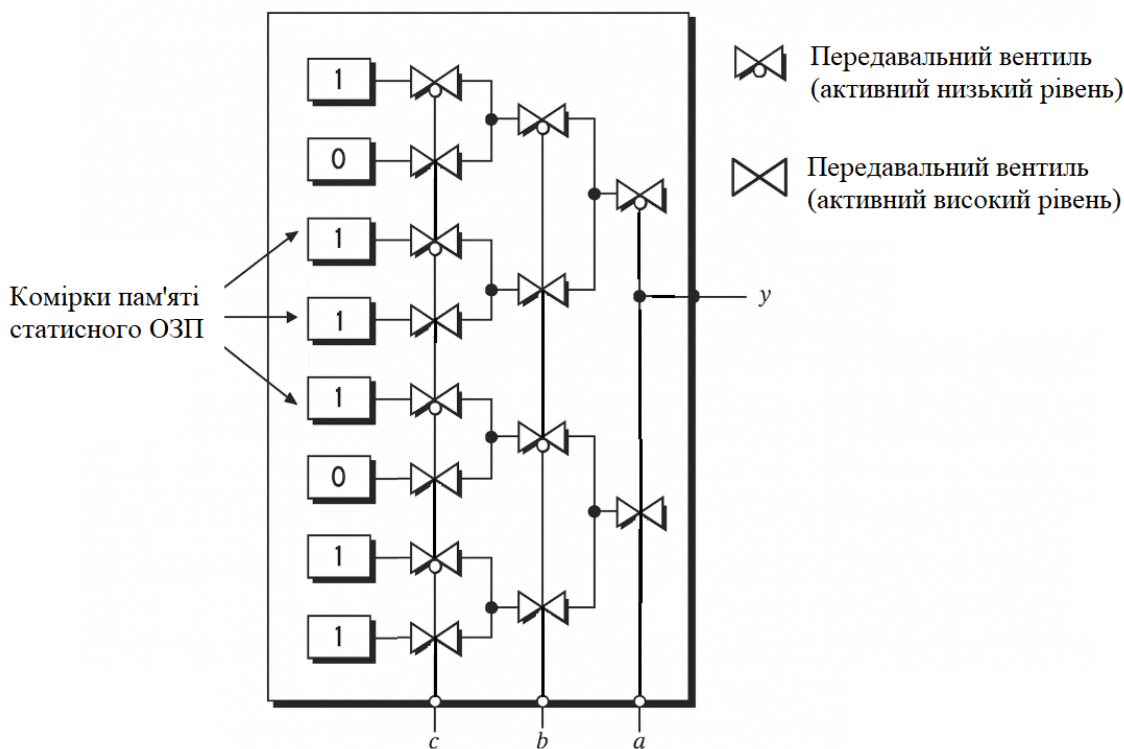 Передавальний вентиль
(активний низький рівень)
Передавальний вентиль
(активний високий рівень)
Комірки пам'яті
статисного ОЗП
1
0
1
1
1
0
1
1
y
c b a